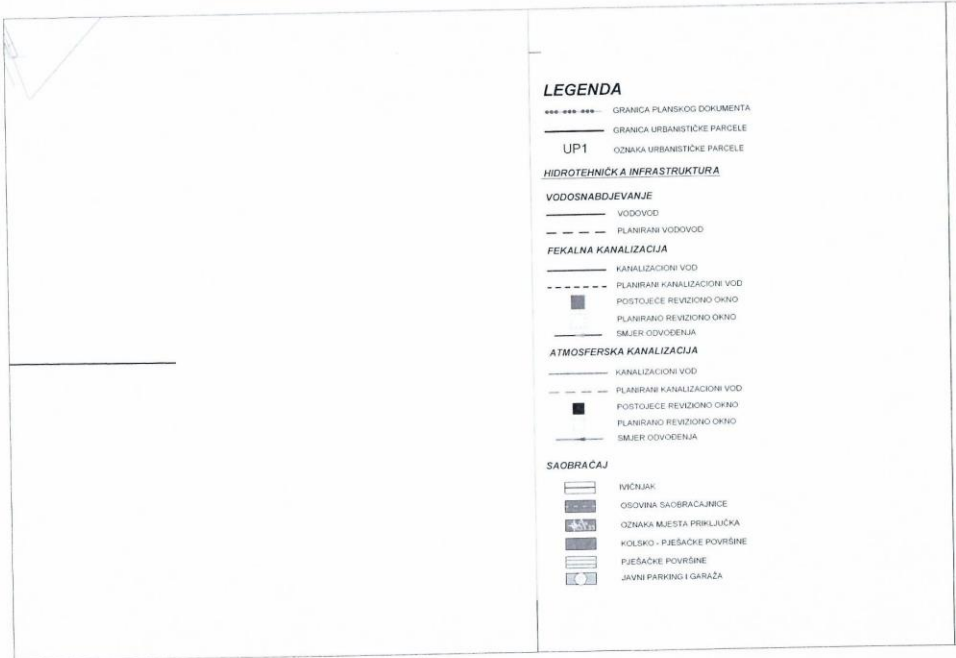 LEGENDA
GRANICA PLANSKOG DOKUMENTA
GRANICA URBANISTIČKE PARCELE
UP1 OZNAKA URBANISTIČKE PARCELE
HIDROTEHNIČKA INFRASTRUKTURA
VODOSNABDJEVANJE
VODOVOD
PLANIRANI VODOVOD
FEKALNA KANALIZACIJA
KANALIZACIONI VOD
PLANIRANI KANALIZACIONI VOD
POSTOJEĆE REVIZIONO OKNO
PLANIRANO REVIZIONO OKNO
SMJER ODVOĐENJA
ATMOSFERSKA KANALIZACIJA
KANALIZACIONI VOD
PLANIRANI KANALIZACIONI VOD
POSTOJEĆE REVIZIONO OKNO
PLANIRANO REVIZIONO OKNO
SMJER ODVOĐENJA
SAOBRAĆAJ
IVIČNJAK
OSOVINA SAOBRAĆAJNICE
OZNAKA MJESTA PRIKLJUČKA
KOLSKO - PJEŠAČKE POVRŠINE
PJEŠAČKE POVRŠINE
JAVNI PARKING I GARAŽA